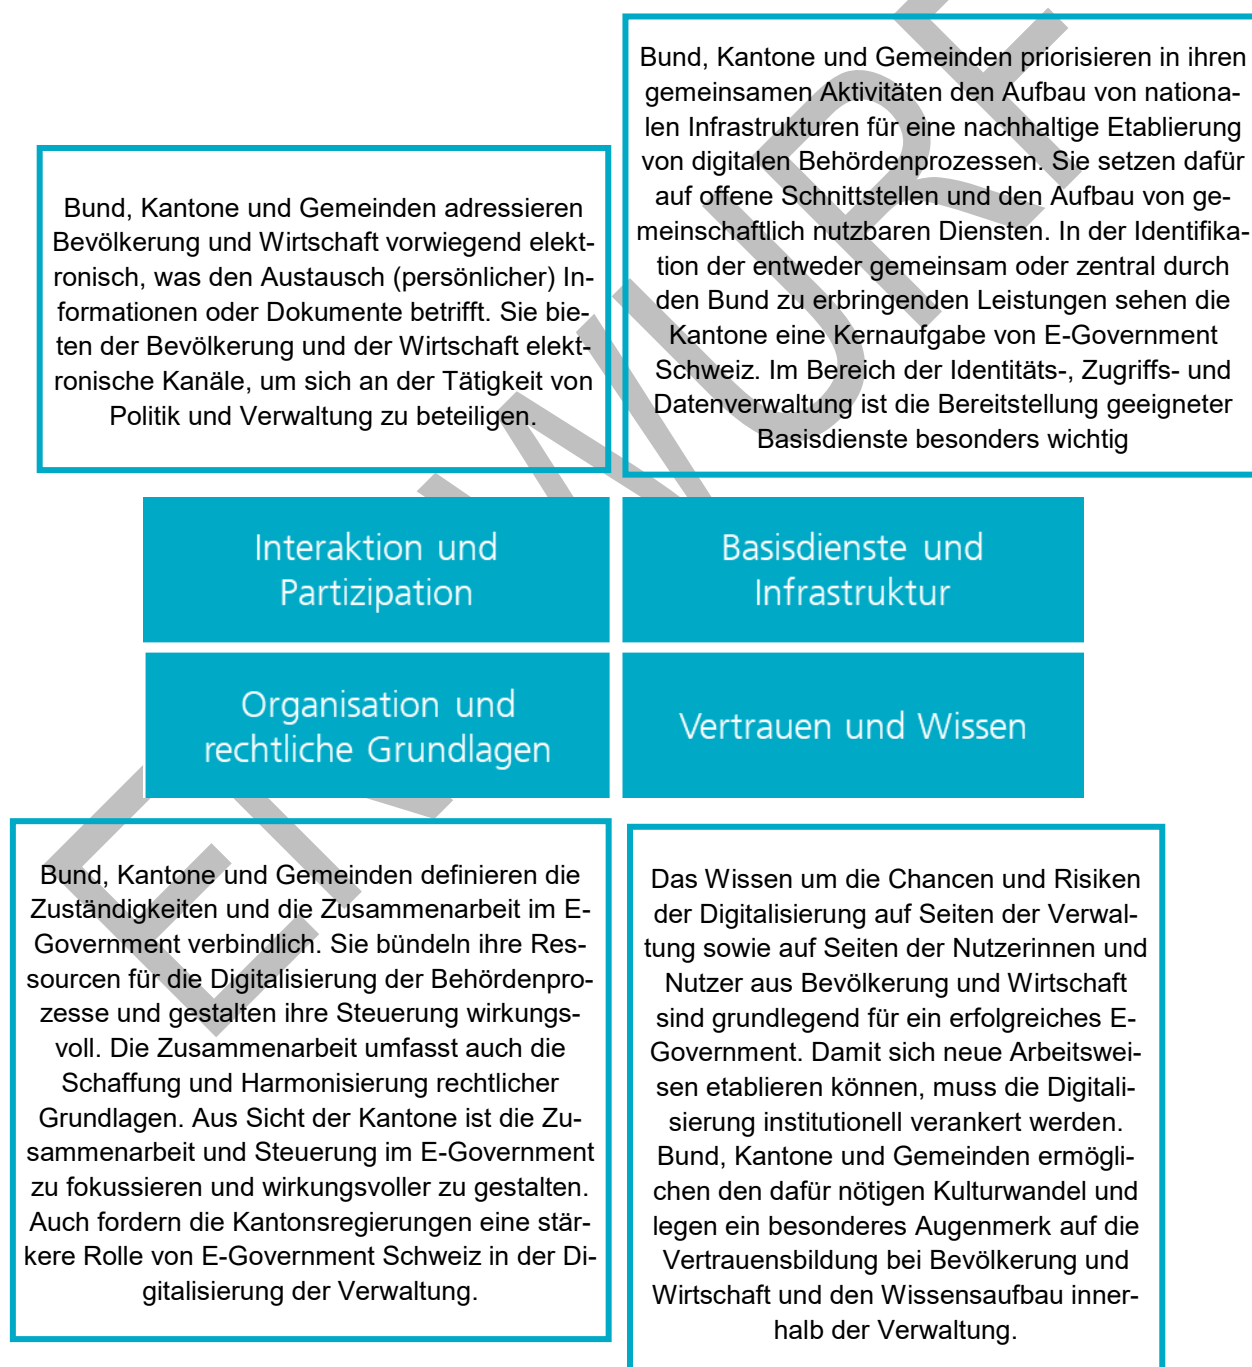 Bund, Kantone und Gemeinden adressieren
Bevölkerung und Wirtschaft vorwiegend elekt-
ronisch, was den Austausch (persönlicher) In-
formationen oder Dokumente betrifft. Sie bie-
ten der Bevölkerung und der Wirtschaft elekt-
ronische Kanäle, um sich an der Tätigkeit von
Politik und Verwaltung zu beteiligen.
Bund, Kantone und Gemeinden priorisieren in ihren
gemeinsamen Aktivitäten den Aufbau von nationa-
len Infrastrukturen für eine nachhaltige Etablierung
von digitalen Behördenprozessen. Sie setzen dafür
auf offene Schnittstellen und den Aufbau von ge-
meinschaftlich nutzbaren Diensten. In der Identifika-
tion der entweder gemeinsam oder zentral durch
den Bund zu erbringenden Leistungen sehen die
Kantone eine Kernaufgabe von E-Government
Schweiz. Im Bereich der Identitäts-, Zugriffs- und
Datenverwaltung ist die Bereitstellung geeigneter
Basisdienste besonders wichtig
Interaktion und
Partizipation
Basisdienste und
Infrastruktur
Organisation und
rechtliche Grundlagen
Vertrauen und Wissen
Bund, Kantone und Gemeinden definieren die
Zuständigkeiten und die Zusammenarbeit im E-
Government verbindlich. Sie bündeln ihre Res-
sourcen für die Digitalisierung der Behördenpro-
zesse und gestalten ihre Steuerung wirkungs-
voll. Die Zusammenarbeit umfasst auch die
Schaffung und Harmonisierung rechtlicher
Grundlagen. Aus Sicht der Kantone ist die Zu-
sammenarbeit und Steuerung im E-Government
zu fokussieren und wirkungsvoller zu gestalten.
Auch fordern die Kantonsregierungen eine stär-
kere Rolle von E-Government Schweiz in der Di-
gitalisierung der Verwaltung.
Das Wissen um die Chancen und Risiken
der Digitalisierung auf Seiten der Verwal-
tung sowie auf Seiten der Nutzerinnen und
Nutzer aus Bevölkerung und Wirtschaft
sind grundlegend für ein erfolgreiches E-
Government. Damit sich neue Arbeitswei-
sen etablieren können, muss die Digitali-
sierung institutionell verankert werden.
Bund, Kantone und Gemeinden ermögli-
chen den dafür nötigen Kulturwandel und
legen ein besonderes Augenmerk auf die
Vertrauensbildung bei Bevölkerung und
Wirtschaft und den Wissensaufbau inner-
halb der Verwaltung.
ENTWURF